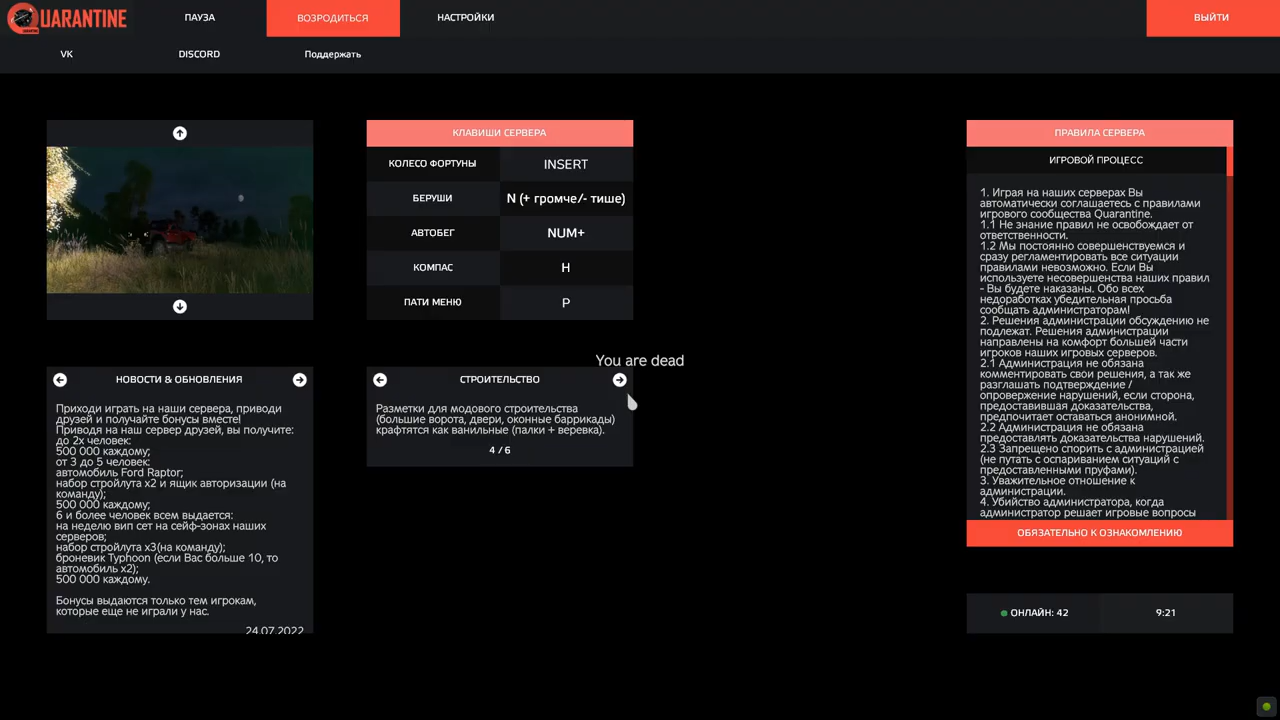 QUARANTINE
ПАУЗА
ВОЗРОДИТЬСЯ
НАСТРОЙКИ
ВЫЙТИ
VK
DISCORD
Поддержать
КЛАВИШИ СЕРВЕРА
КОЛЕСО ФОРТУНЫ INSERT
БЕРУШИ N (+ громче/- тише)
АВТОБЕГ NUM+
КОМПАС H
ПАТИ МЕНЮ P
You are dead
НОВОСТИ & ОБНОВЛЕНИЯ
Приходи играть на наши сервера, приводи
друзей и получайте бонусы вместе!
Приводя на наш сервер друзей, вы получите:
до 2х человек:
500 000 каждому;
от 3 до 5 человек:
автомобиль Ford Raptor;
набор стройлута х2 и ящик авторизации (на
команду);
500 000 каждому;
6 и более человек всем выдается:
на неделю вип сет на сейф-зонах наших
серверов;
набор стройлута х3(на команду);
броневик Typhoon (если Вас больше 10, то
автомобиль х2);
500 000 каждому.
Бонусы выдаются только тем игрокам,
которые еще не играли у нас.
24.07.2022
СТРОИТЕЛЬСТВО
Разметки для модового строительства
(большие ворота, двери, оконные баррикады)
крафтятся как ванильные (палки + веревка).
4 / 6
ПРАВИЛА СЕРВЕРА
ИГРОВОЙ ПРОЦЕСС
1. Играя на наших серверах Вы
автоматически соглашаетесь с правилами
игрового сообщества Quarantine.
1.1 Не знание правил не освобождает от
ответственности.
1.2 Мы постоянно совершенствуемся и
сразу регламентировать все ситуации
правилами невозможно. Если Вы
используете несовершенства наших правил
- Вы будете наказаны. Обо всех
недоработках убедительная просьба
сообщать администраторам!
2. Решения администрации обсуждению не
подлежат. Решения администрации
направлены на комфорт большей части
игроков наших игровых серверов.
2.1 Администрация не обязана
комментировать свои решения, а так же
разглашать подтверждение /
опровержение нарушений, если сторона,
предоставившая доказательства,
предпочитает оставаться анонимной.
2.2 Администрация не обязана
предоставлять доказательства нарушений.
2.3 Запрещено спорить с администрацией
(не путать с оспариванием ситуаций с
предоставленными пруфами).
3. Уважительное отношение к
администрации.
4. Убийство администратора, когда
администратор решает игровые вопросы
ОБЯЗАТЕЛЬНО К ОЗНАКОМЛЕНИЮ
ОНЛАЙН: 42
9:21